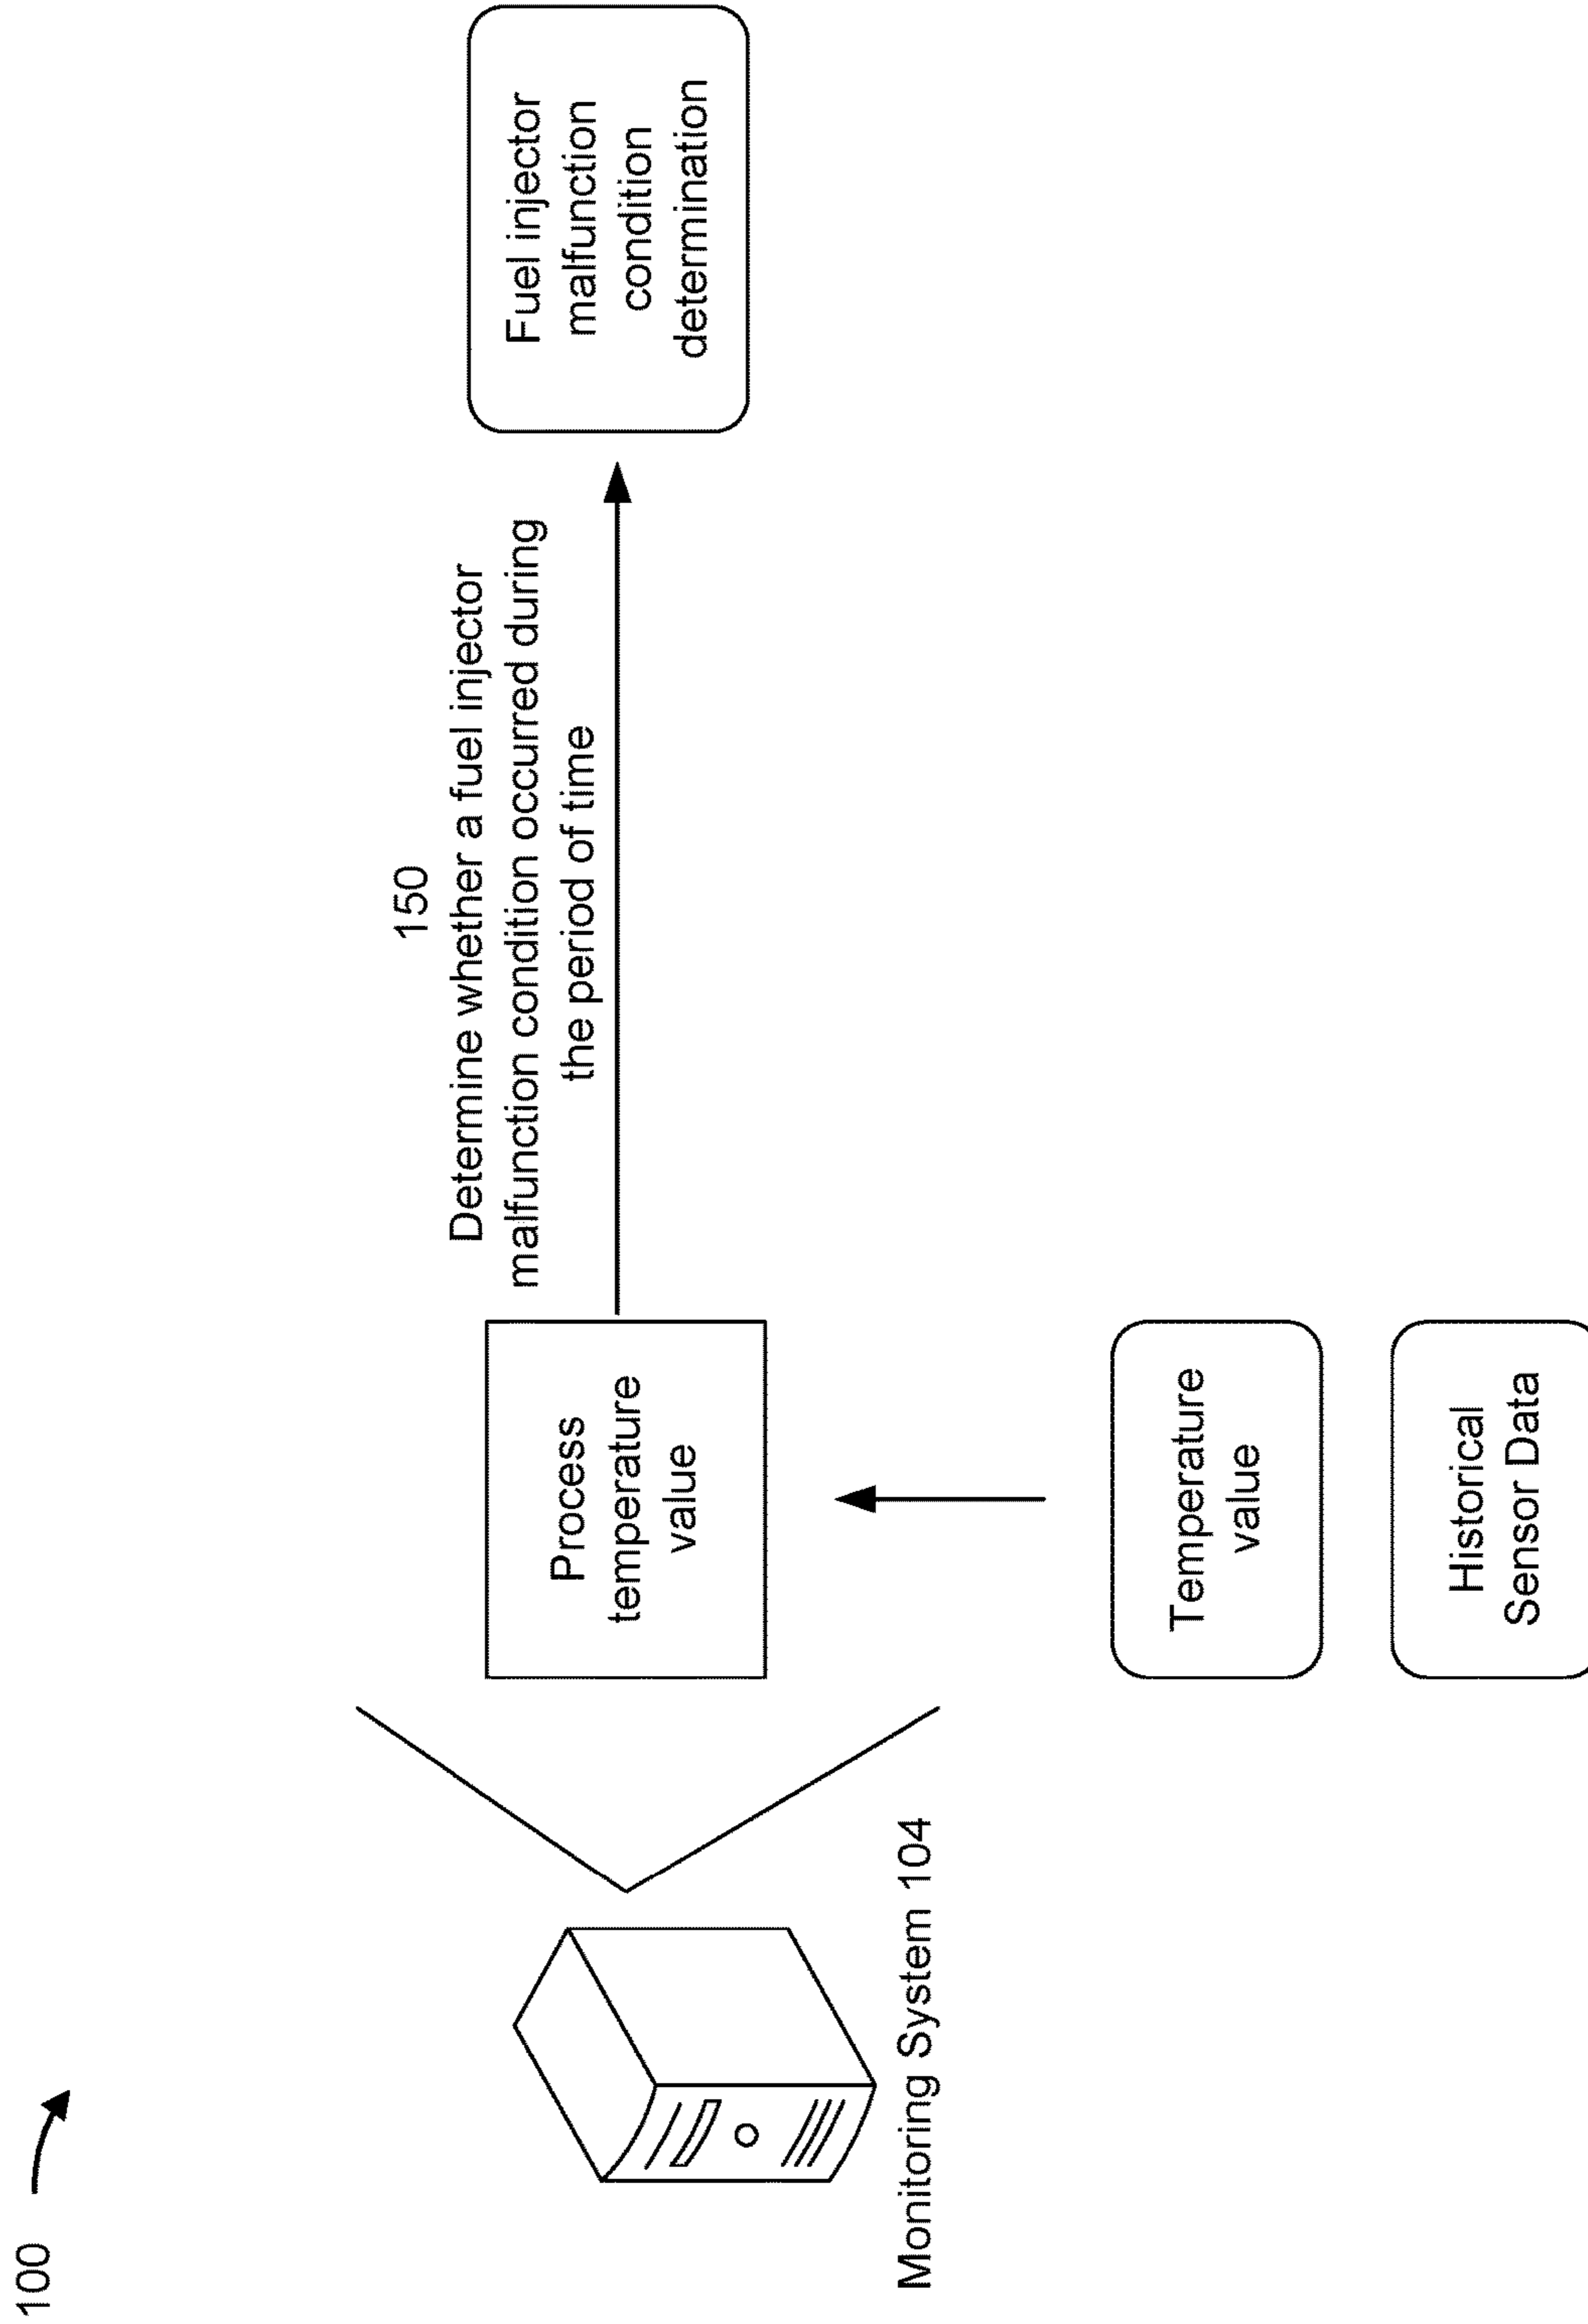 100
150
Determine whether a fuel injector
malfunction condition occurred during
the period of time
Process
temperature
value
Fuel injector
malfunction
condition
determination
Monitoring System 104
Temperature
value
Historical
Sensor Data